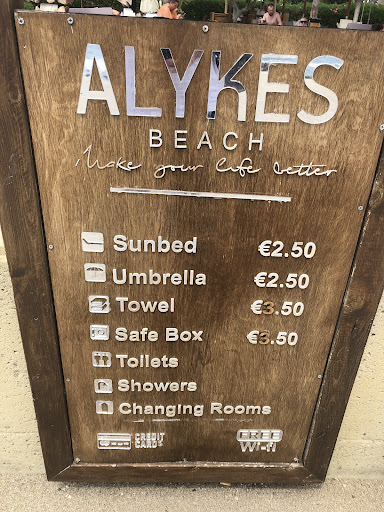 ALYKES
BEACH
Make your life better
Sunbed €2.50
Umbrella €2.50
Towel €3.50
Safe Box €3.50
Toilets
Showers
Changing Rooms
CREDIT CARDS FREE Wi-fi